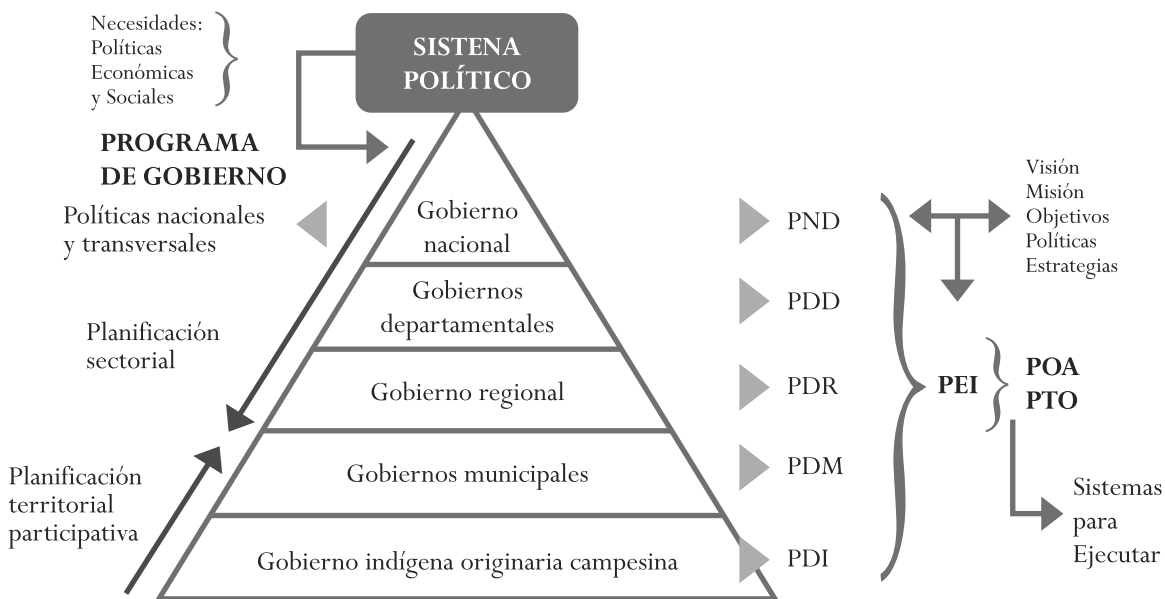 Necesidades:
Políticas
Económicas
y Sociales
SISTENA
POLÍTICO
PROGRAMA
DE GOBIERNO
Políticas nacionales
y transversales
Planificación
sectorial
Planificación
territorial
participativa
Gobierno
nacional
Gobiernos
departamentales
Gobierno regional
Gobiernos municipales
Gobierno indígena originaria campesina
PND
PDD
PDR
PDM
PDI
Visión
Misión
Objetivos
Políticas
Estrategias
PEI
POA
PTO
Sistemas
para
Ejecutar